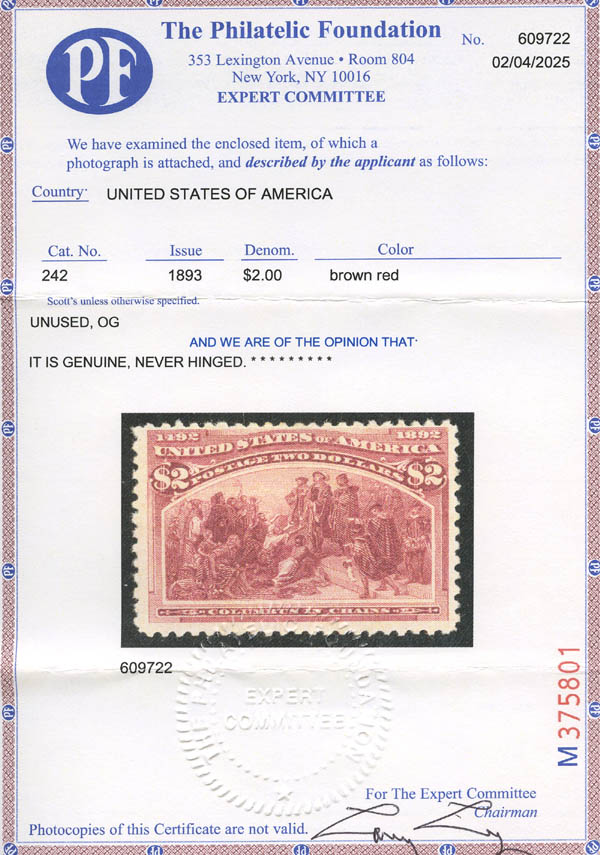 PF
The Philatelic Foundation
353 Lexington Avenue • Room 804
New York, NY 10016
EXPERT COMMITTEE
No. 609722
02/04/2025
We have examined the enclosed item, of which a
photograph is attached, and described by the applicant as follows:
Country: UNITED STATES OF AMERICA
Cat. No. Issue Denom. Color
242 1893 $2.00 brown red
Scott's unless otherwise specified.
UNUSED, OG
AND WE ARE OF THE OPINION THAT:
IT IS GENUINE, NEVER HINGED. * * * * * * * * *
1492 1892
UNITED STATES OF AMERICA
POSTAGE TWO DOLLARS
$2 $2
COLUMBUS IN CHAINS
609722
THE PHILATELIC FOUNDATION
EXPERT
COMMITTEE
M 375801
For The Expert Committee
Chairman
Photocopies of this Certificate are not valid.